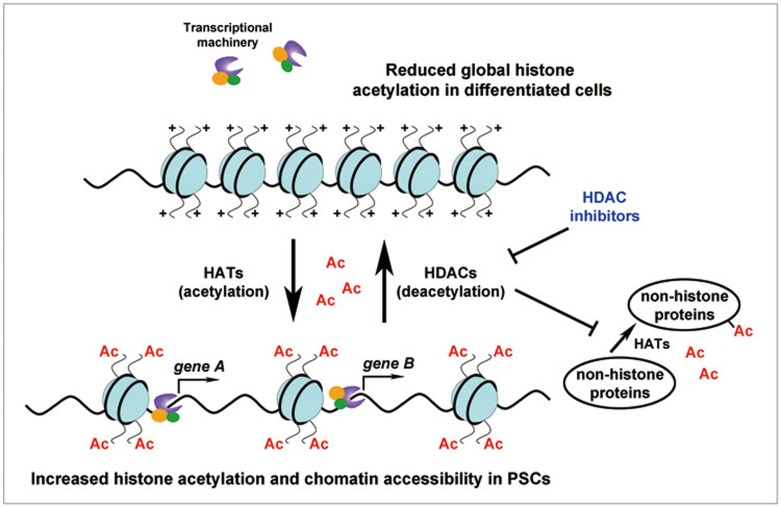 Transcriptional
machinery
Reduced global histone
acetylation in differentiated cells
+ + + + + + + + + + + +
+ + + + + + + + + + + +
HDAC
inhibitors
HATs
(acetylation)
Ac
Ac
Ac
HDACs
(deacetylation)
non-histone
proteins
Ac
HATs
Ac
Ac
non-histone
proteins
Ac Ac
gene A
Ac Ac
gene B
Ac Ac
Ac Ac
Ac Ac
Ac Ac
Increased histone acetylation and chomatin accessibility in PSCs